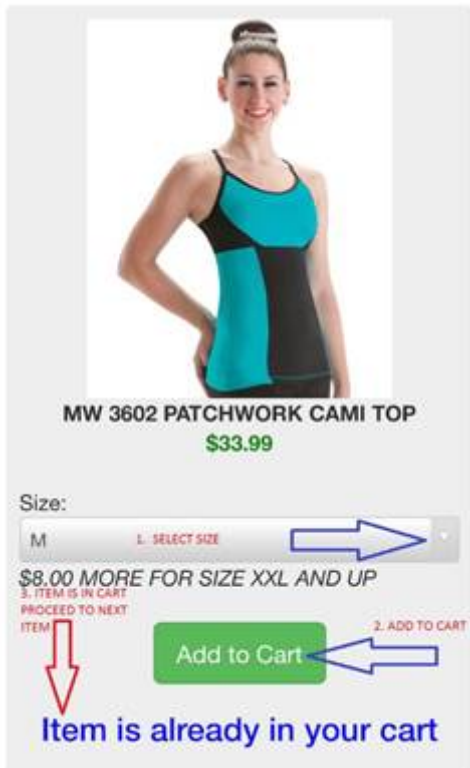 MW 3602 PATCHWORK CAMI TOP
$33.99
Size:
M
1. SELECT SIZE
$8.00 MORE FOR SIZE XXL AND UP
3. ITEM IS IN CART
PROCEED TO NEXT
ITEM
2. ADD TO CART
Add to Cart
Item is already in your cart